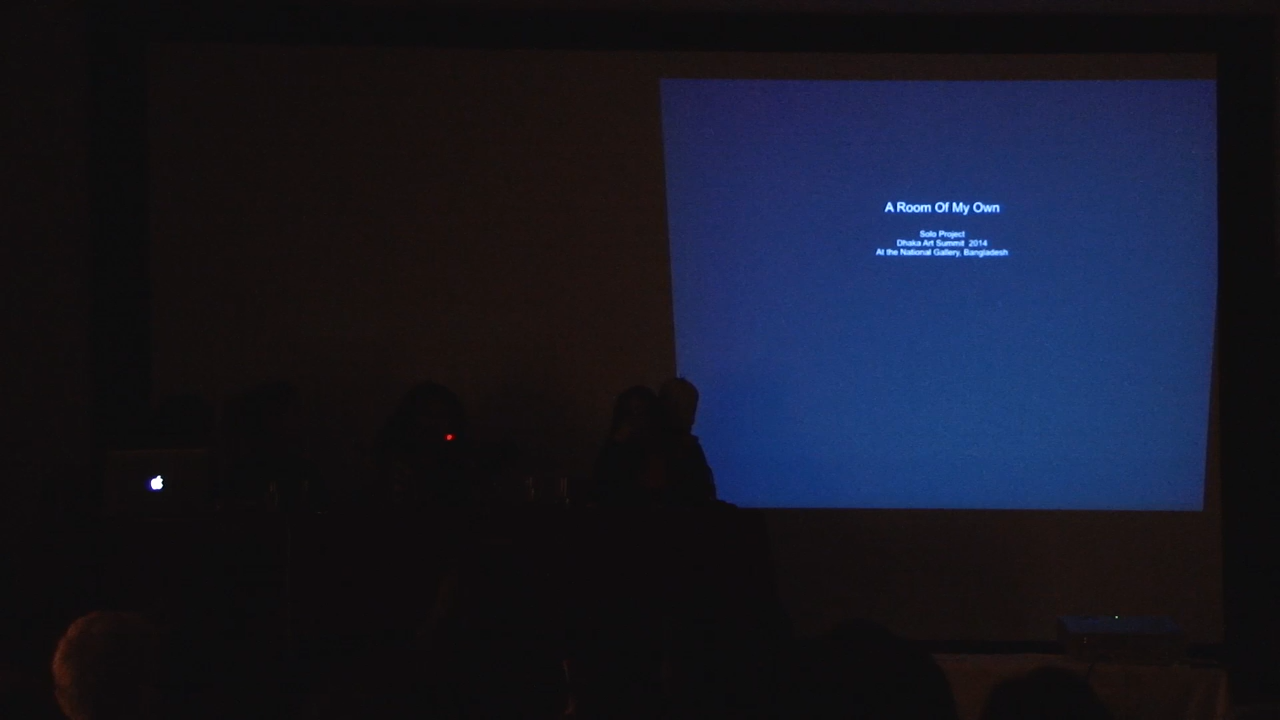 A Room Of My Own
Solo Project
Dhaka Art Summit 2014
At the National Gallery, Bangladesh